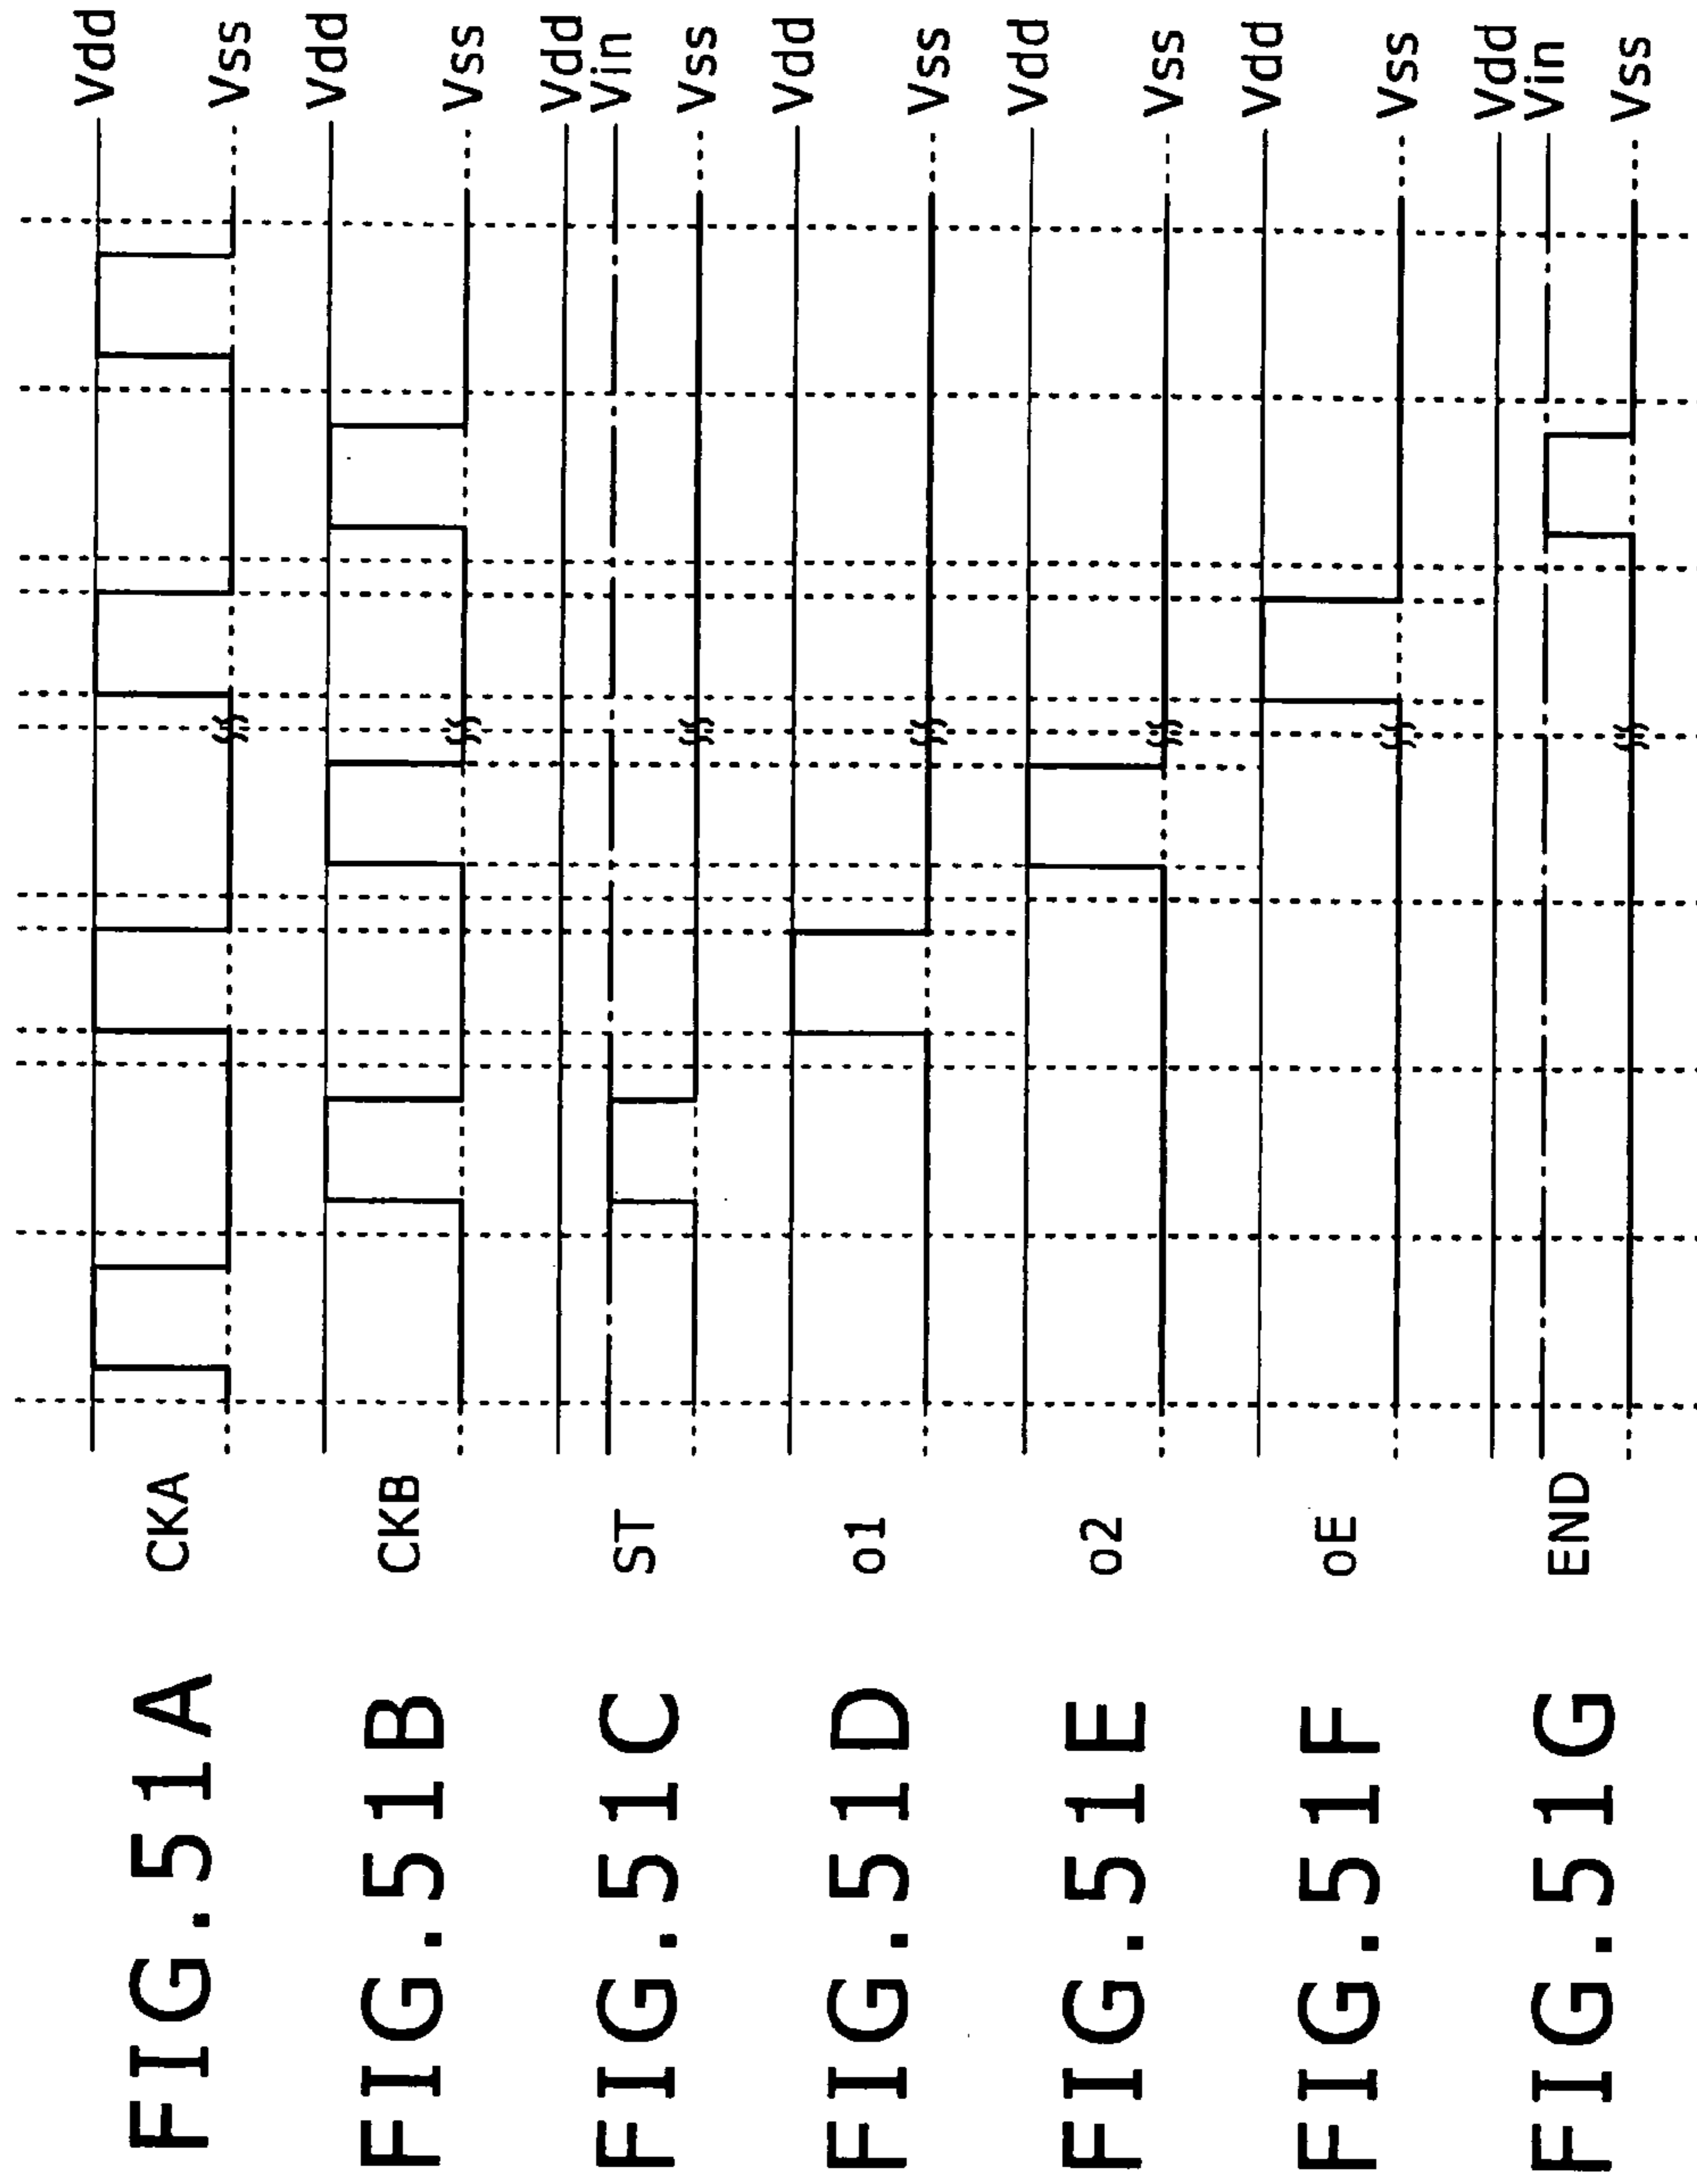 FIG.51A
CKA
Vdd
Vss
FIG.51B
CKB
Vdd
Vss
FIG.51C
ST
Vdd
Vin
Vss
FIG.51D
o1
Vdd
Vss
FIG.51E
o2
Vdd
Vss
FIG.51F
oE
Vdd
Vss
FIG.51G
END
Vdd
Vin
Vss